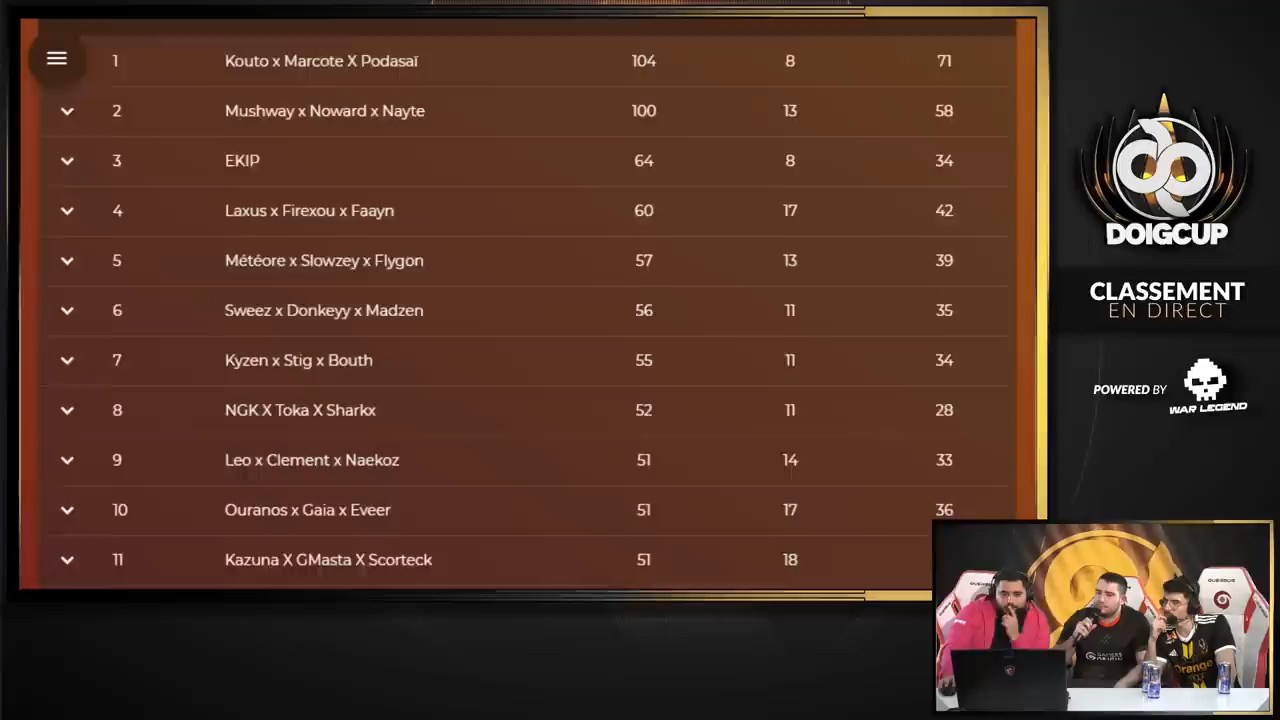 1 Kouto x Marcote X Podasaï 104 8 71
2 Mushway x Noward x Nayte 100 13 58
3 EKIP 64 8 34
4 Laxus x Firexou x Faayn 60 17 42
5 Météore x Slowzey x Flygon 57 13 39
6 Sweez x Donkeyy x Madzen 56 11 35
7 Kyzen x Stig x Bouth 55 11 34
8 NGK X Toka X Sharkx 52 11 28
9 Leo x Clement x Naekoz 51 14 33
10 Ouranos x Gaia x Eveer 51 17 36
11 Kazuna X GMasta X Scorteck 51 18
DOIGCUP
CLASSEMENT
EN DIRECT
POWERED BY
WAR LEGEND
GAMERS
ORIGIN
Orange